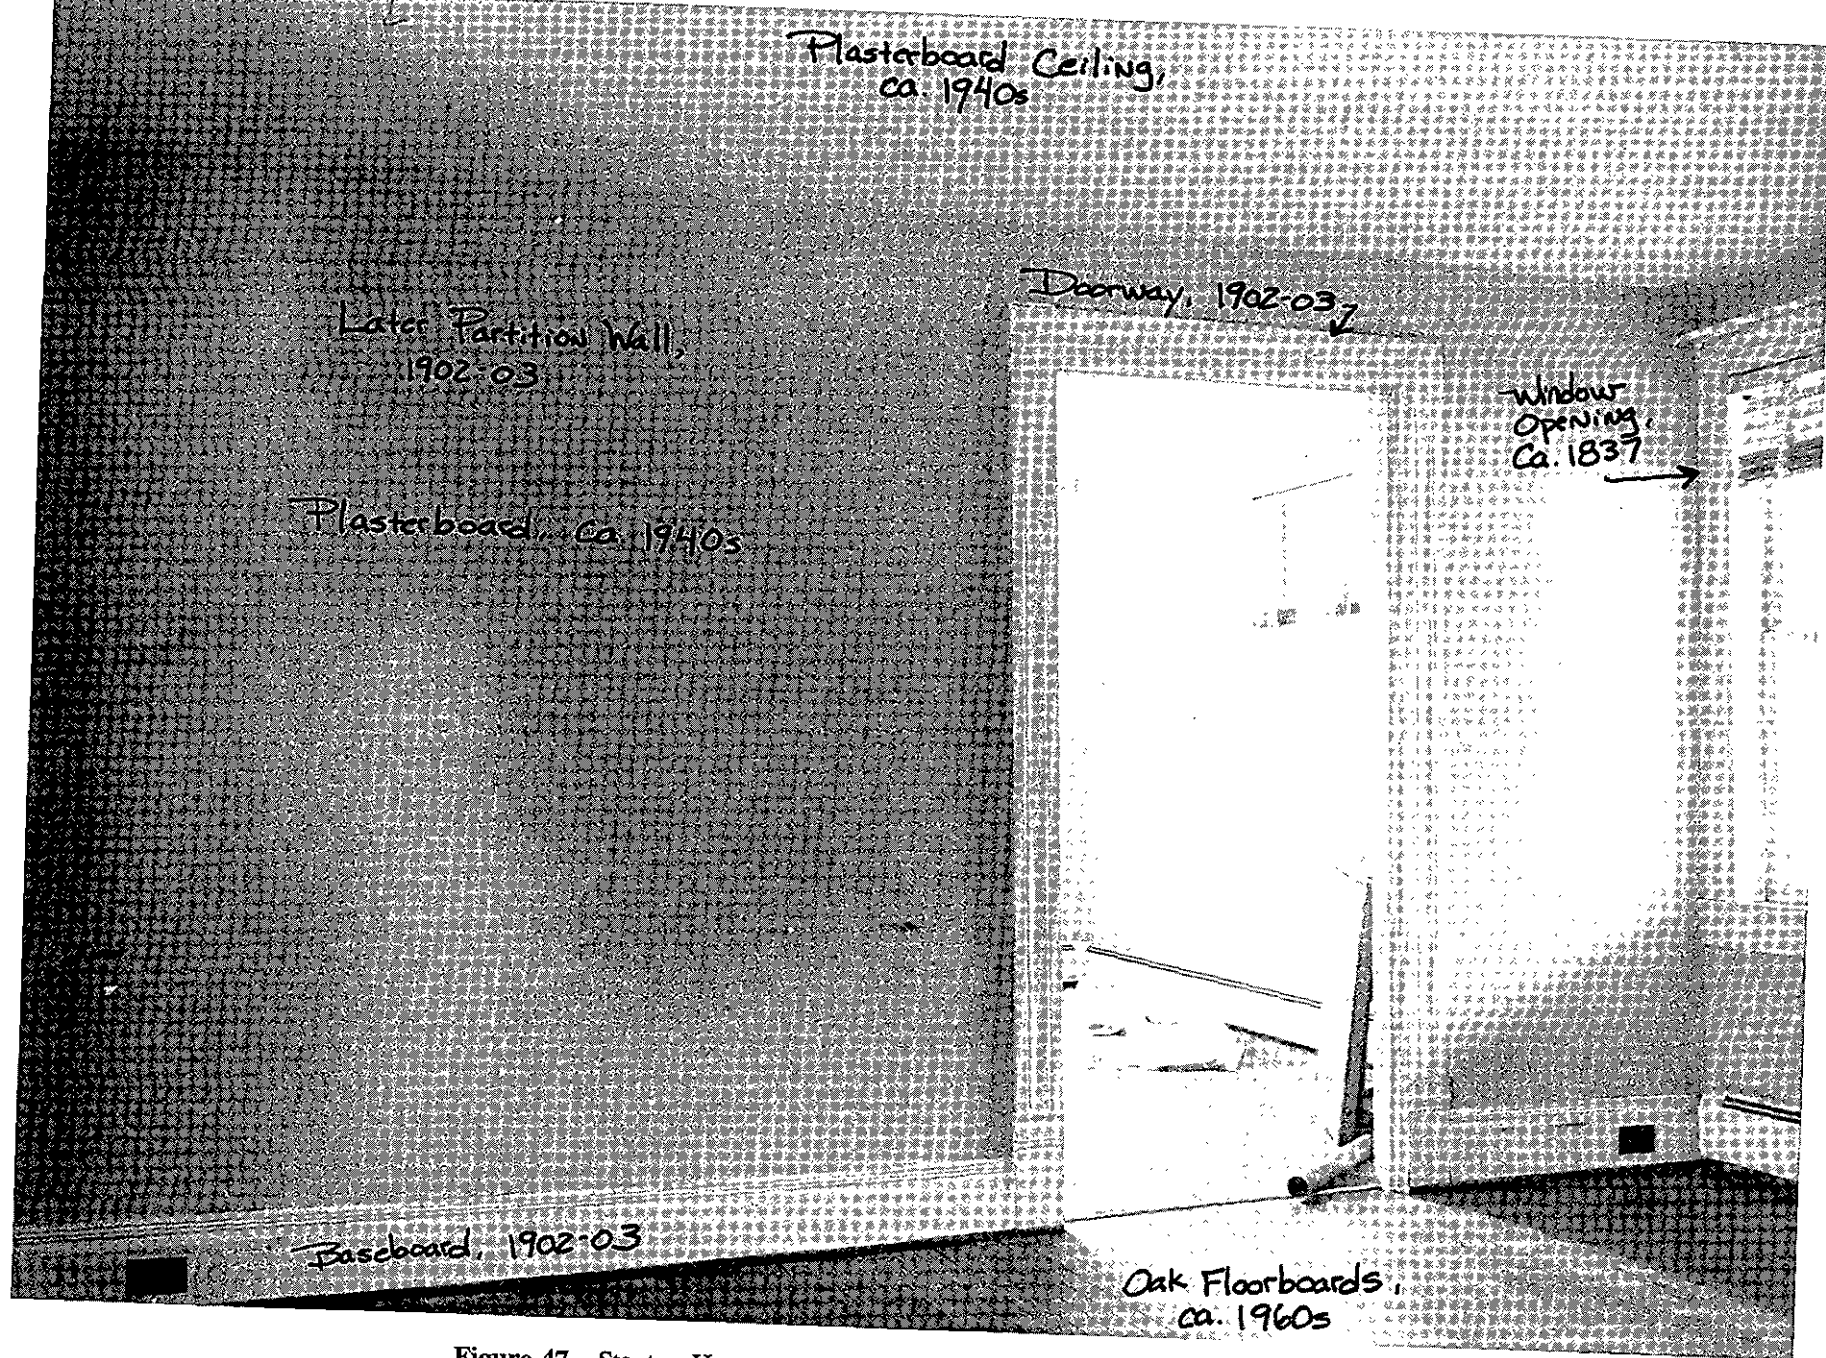 Plasterboard Ceiling,
ca. 1940s
Doorway, 1902-03
Later Partition Wall,
1902-03
Window
Opening,
Ca. 1837
Plasterboard, ca 1940s
Baseboard, 1902-03
Oak Floorboards,
ca. 1960s
Figure 47.